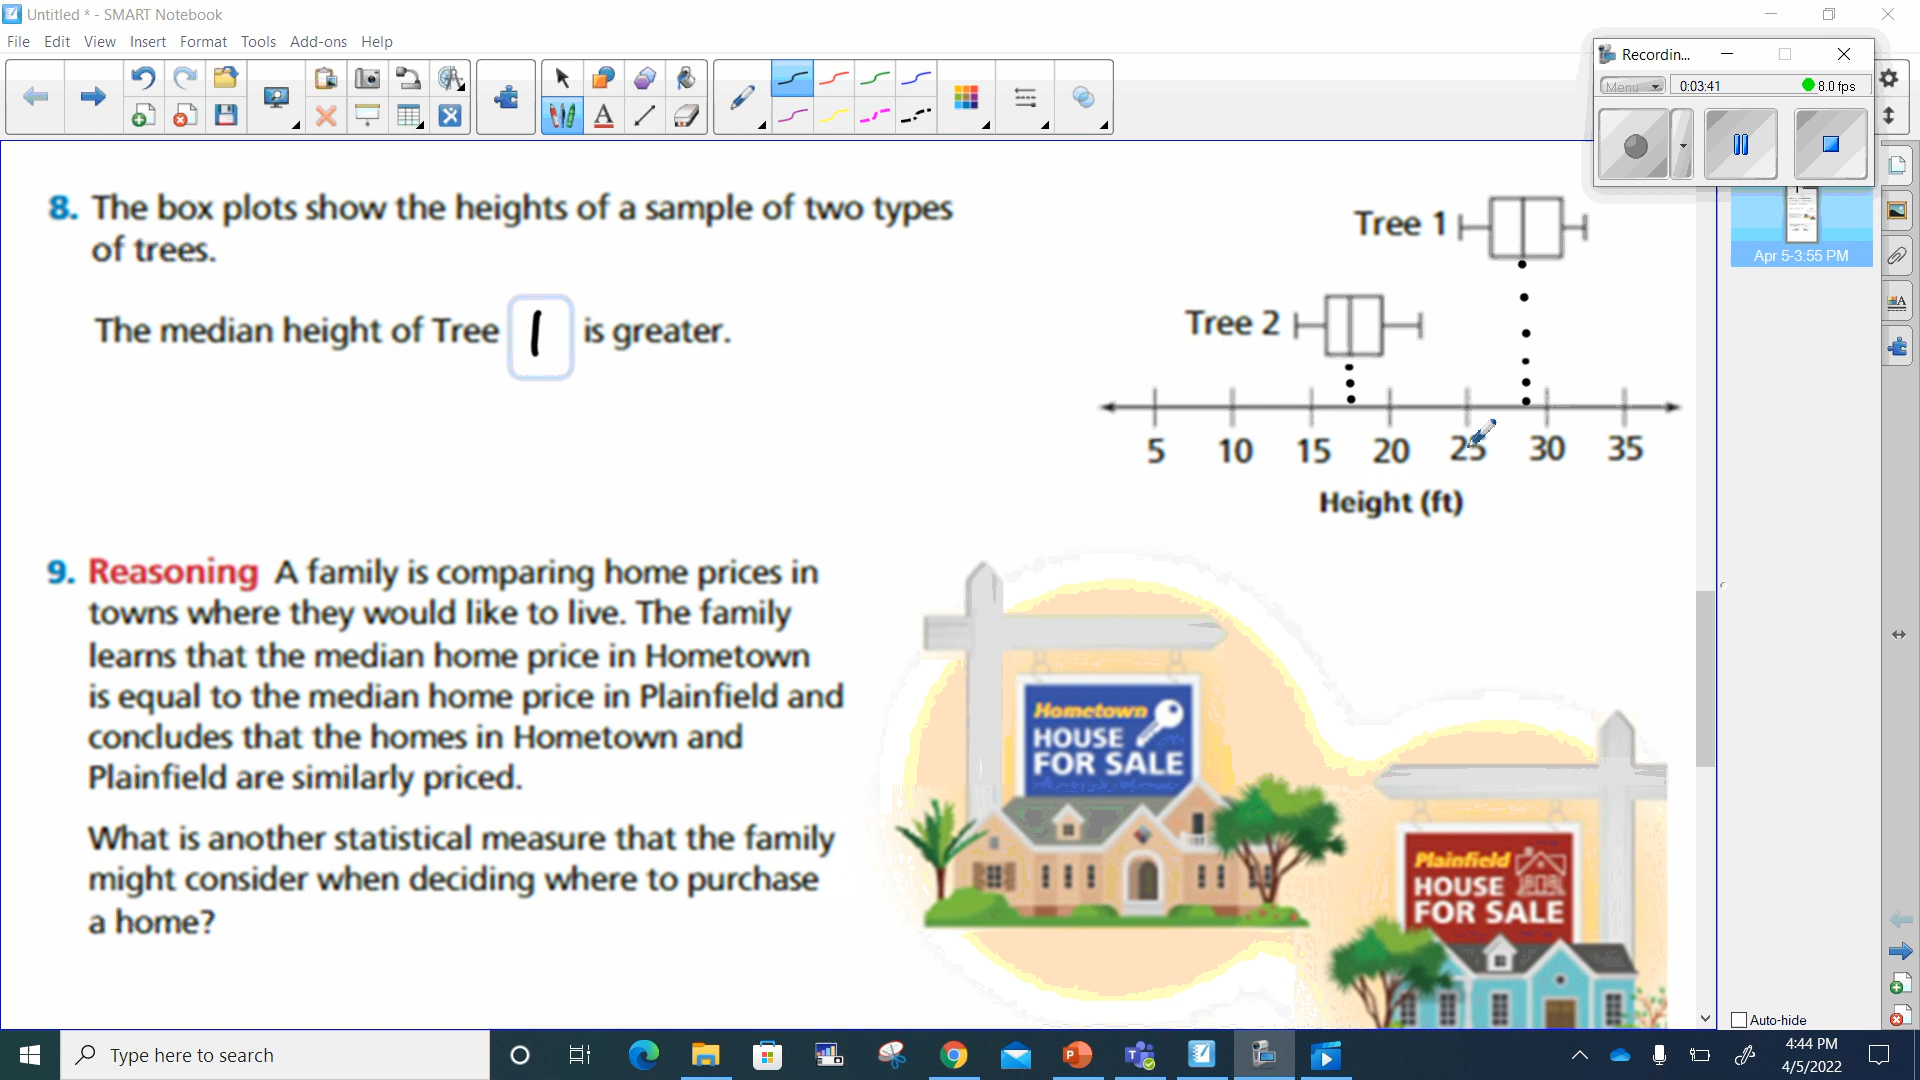 Untitled * - SMART Notebook
File Edit View Insert Format Tools Add-ons Help
Recordin...
Menu 0:03:41 8.0 fps
8. The box plots show the heights of a sample of two types
of trees.
The median height of Tree 1 is greater.
Tree 1
Tree 2
5 10 15 20 25 30 35
Height (ft)
Apr 5-3:55 PM
9. Reasoning A family is comparing home prices in
towns where they would like to live. The family
learns that the median home price in Hometown
is equal to the median home price in Plainfield and
concludes that the homes in Hometown and
Plainfield are similarly priced.
What is another statistical measure that the family
might consider when deciding where to purchase
a home?
Hometown
HOUSE
FOR SALE
Plainfield
HOUSE
FOR SALE
Auto-hide
Type here to search
4:44 PM
4/5/2022